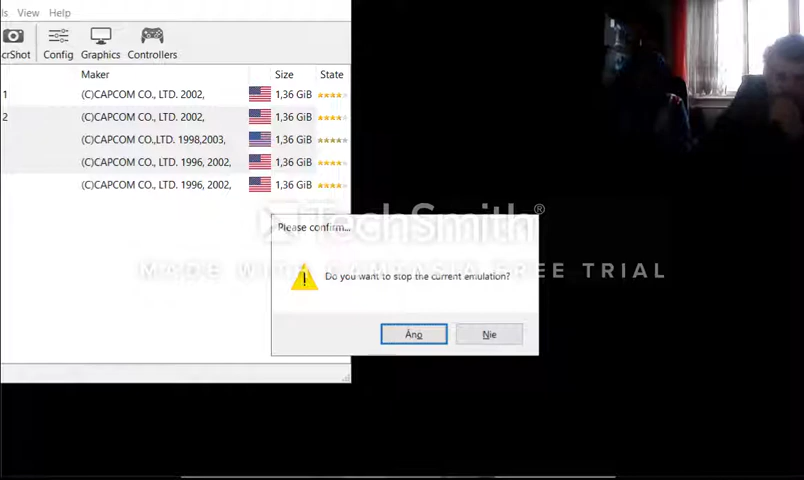 ls View Help
crShot Config Graphics Controllers
Maker Size State
1 (C)CAPCOM CO., LTD. 2002, 1,36 GiB
2 (C)CAPCOM CO., LTD. 2002, 1,36 GiB
(C)CAPCOM CO.,LTD. 1998,2003, 1,36 GiB
(C)CAPCOM CO., LTD. 1996, 2002, 1,36 GiB
(C)CAPCOM CO., LTD. 1996, 2002, 1,36 GiB
TechSmith®
Please confirm...
MADE WITH CAMTASIA FREE TRIAL
Do you want to stop the current emulation?
Áno Nie